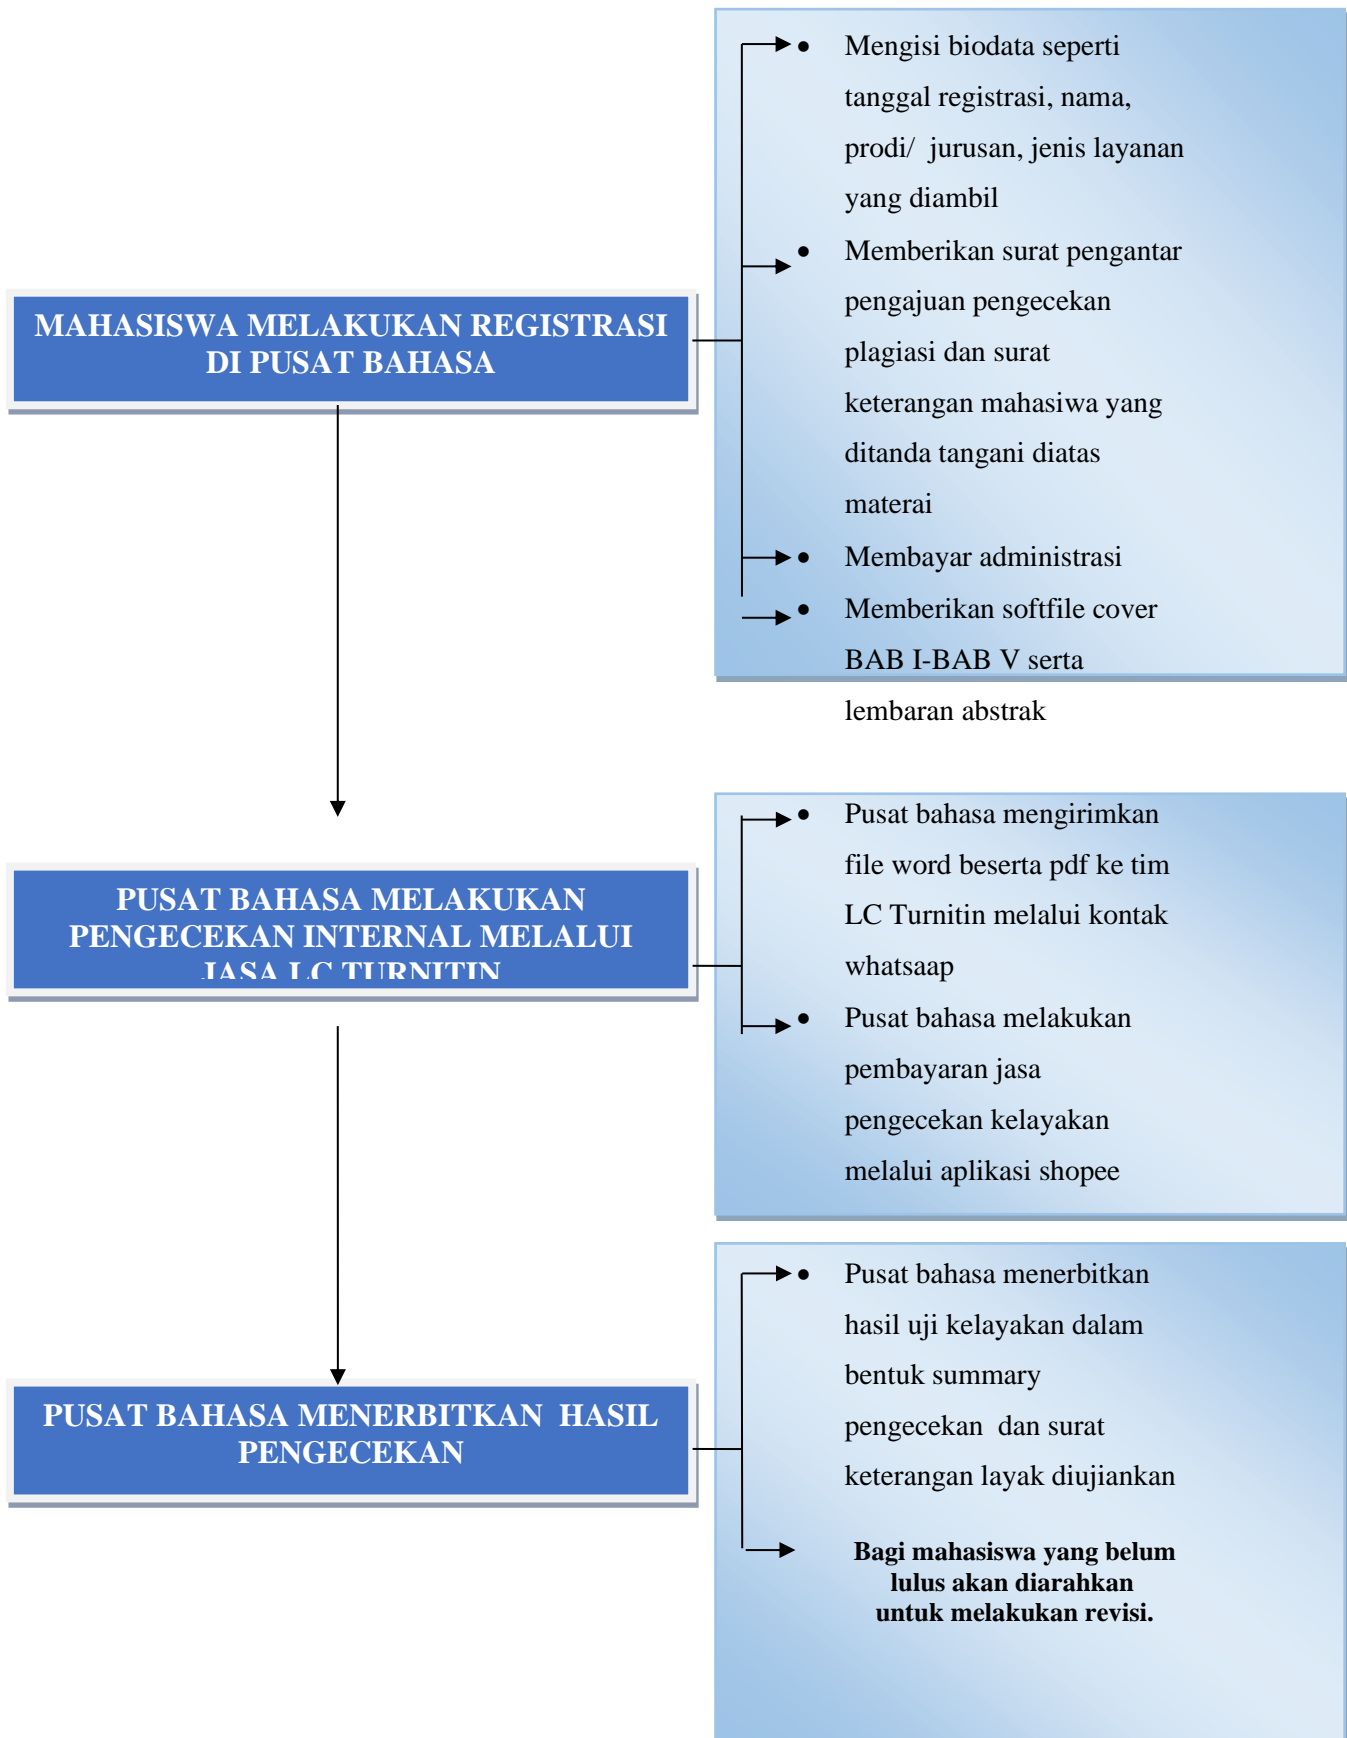 Mengisi biodata seperti
tanggal registrasi, nama,
prodi/ jurusan, jenis layanan
yang diambil
Memberikan surat pengantar
pengajuan pengecekan
plagiasi dan surat
keterangan mahasiwa yang
ditanda tangani diatas
materai
Membayar administrasi
Memberikan softfile cover
BAB I-BAB V serta
lembaran abstrak
MAHASISWA MELAKUKAN REGISTRASI
DI PUSAT BAHASA
Pusat bahasa mengirimkan
file word beserta pdf ke tim
LC Turnitin melalui kontak
whatsaap
Pusat bahasa melakukan
pembayaran jasa
pengecekan kelayakan
melalui aplikasi shopee
PUSAT BAHASA MELAKUKAN
PENGECEKAN INTERNAL MELALUI
JASA LC TURNITIN
Pusat bahasa menerbitkan
hasil uji kelayakan dalam
bentuk summary
pengecekan dan surat
keterangan layak diujiankan
Bagi mahasiswa yang belum
lulus akan diarahkan
untuk melakukan revisi.
PUSAT BAHASA MENERBITKAN HASIL
PENGECEKAN